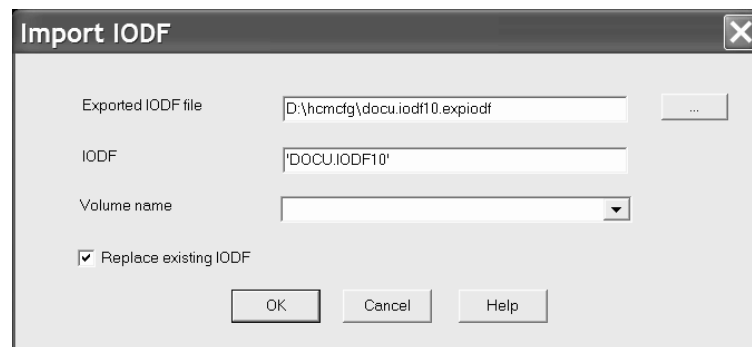 Import IODF
Exported IODF file
D:\hcmcfg\docu.iodf10.expiodf
...
IODF
'DOCU.IODF10'
Volume name
Replace existing IODF
OK
Cancel
Help